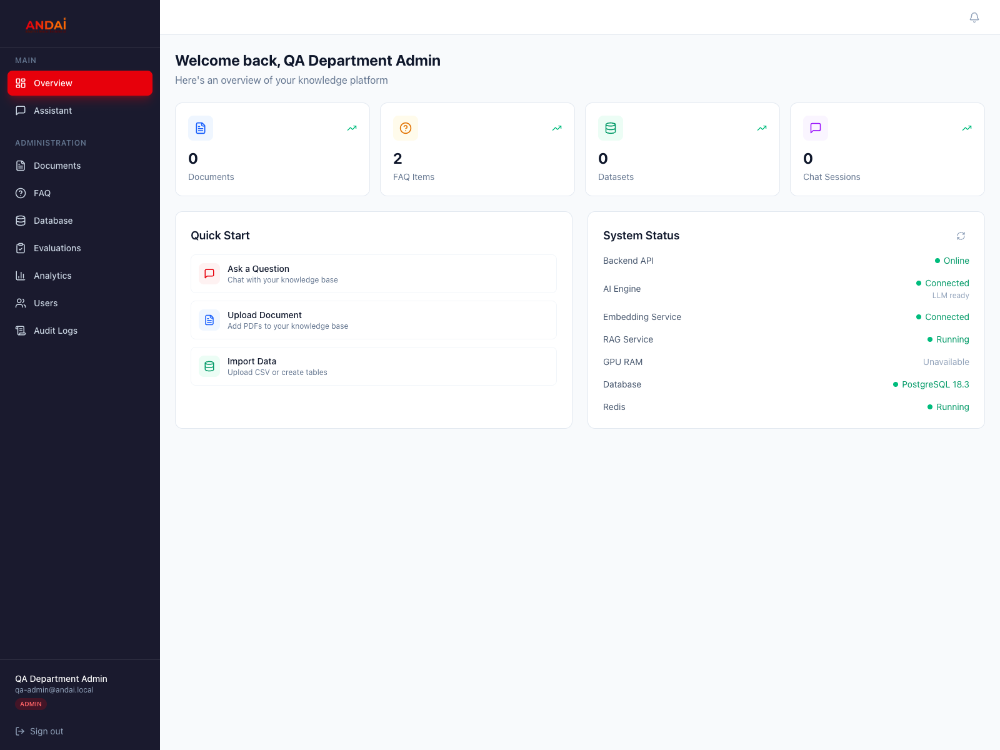 ANDAi
MAIN
Overview
Assistant
ADMINISTRATION
Documents
FAQ
Database
Evaluations
Analytics
Users
Audit Logs
QA Department Admin
qa-admin@andai.local
ADMIN
Sign out
Welcome back, QA Department Admin
Here's an overview of your knowledge platform
0
Documents
2
FAQ Items
0
Datasets
0
Chat Sessions
Quick Start
Ask a Question
Chat with your knowledge base
Upload Document
Add PDFs to your knowledge base
Import Data
Upload CSV or create tables
System Status
Backend API
Online
AI Engine
Connected
LLM ready
Embedding Service
Connected
RAG Service
Running
GPU RAM
Unavailable
Database
PostgreSQL 18.3
Redis
Running